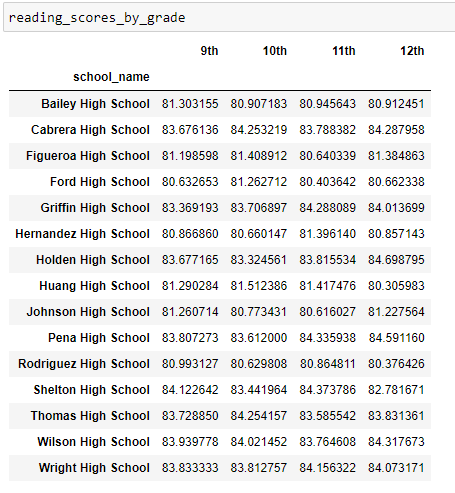 reading_scores_by_grade
9th 10th 11th 12th
school_name
Bailey High School 81.303155 80.907183 80.945643 80.912451
Cabrera High School 83.676136 84.253219 83.788382 84.287958
Figueroa High School 81.198598 81.408912 80.640339 81.384863
Ford High School 80.632653 81.262712 80.403642 80.662338
Griffin High School 83.369193 83.706897 84.288089 84.013699
Hernandez High School 80.866860 80.660147 81.396140 80.857143
Holden High School 83.677165 83.324561 83.815534 84.698795
Huang High School 81.290284 81.512386 81.417476 80.305983
Johnson High School 81.260714 80.773431 80.616027 81.227564
Pena High School 83.807273 83.612000 84.335938 84.591160
Rodriguez High School 80.993127 80.629808 80.864811 80.376426
Shelton High School 84.122642 83.441964 84.373786 82.781671
Thomas High School 83.728850 84.254157 83.585542 83.831361
Wilson High School 83.939778 84.021452 83.764608 84.317673
Wright High School 83.833333 83.812757 84.156322 84.073171